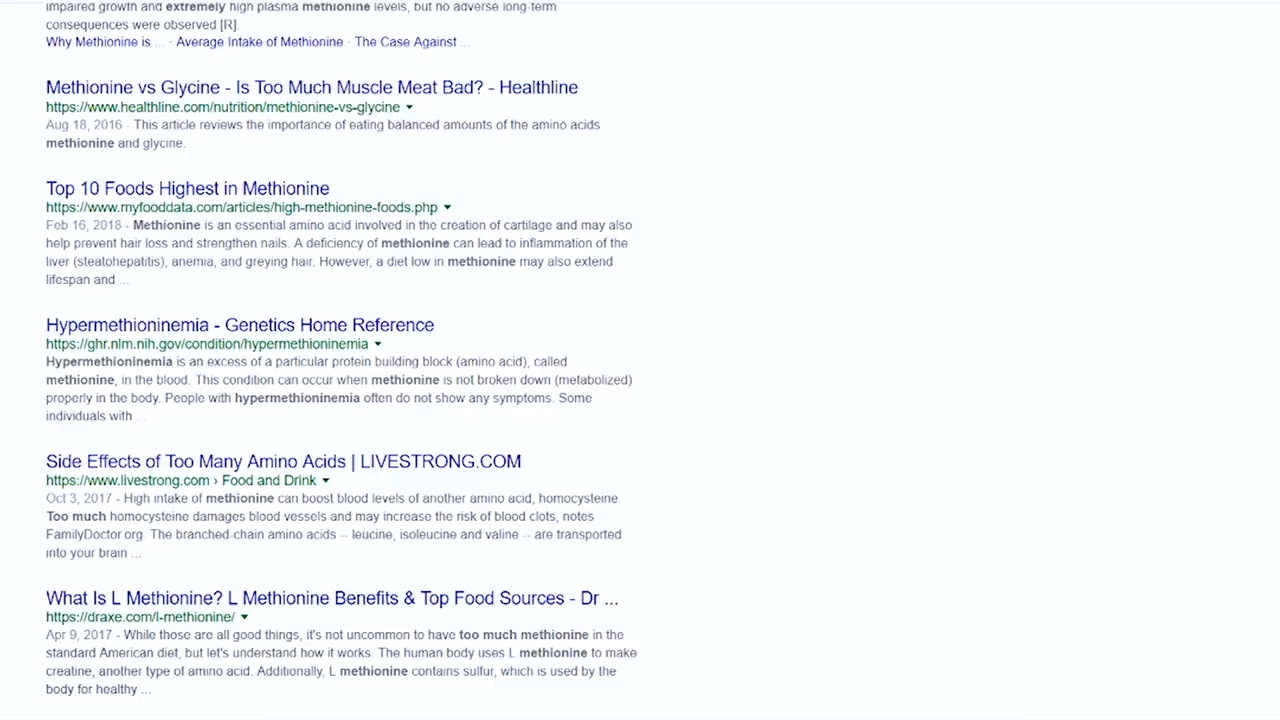 impaired growth and extremely high plasma methionine levels, but no adverse long-term
consequences were observed [R].
Why Methionine is ... · Average Intake of Methionine · The Case Against ...
Methionine vs Glycine - Is Too Much Muscle Meat Bad? - Healthline
https://www.healthline.com/nutrition/methionine-vs-glycine ▼
Aug 18, 2016 - This article reviews the importance of eating balanced amounts of the amino acids
methionine and glycine.
Top 10 Foods Highest in Methionine
https://www.myfooddata.com/articles/high-methionine-foods.php ▼
Feb 16, 2018 - Methionine is an essential amino acid involved in the creation of cartilage and may also
help prevent hair loss and strengthen nails. A deficiency of methionine can lead to inflammation of the
liver (steatohepatitis), anemia, and greying hair. However, a diet low in methionine may also extend
lifespan and ...
Hypermethioninemia - Genetics Home Reference
https://ghr.nlm.nih.gov/condition/hypermethioninemia ▼
Hypermethioninemia is an excess of a particular protein building block (amino acid), called
methionine, in the blood. This condition can occur when methionine is not broken down (metabolized)
properly in the body. People with hypermethioninemia often do not show any symptoms. Some
individuals with ...
Side Effects of Too Many Amino Acids | LIVESTRONG.COM
https://www.livestrong.com › Food and Drink ▼
Oct 3, 2017 - High intake of methionine can boost blood levels of another amino acid, homocysteine.
Too much homocysteine damages blood vessels and may increase the risk of blood clots, notes
FamilyDoctor.org. The branched-chain amino acids -- leucine, isoleucine and valine -- are transported
into your brain ...
What Is L Methionine? L Methionine Benefits & Top Food Sources - Dr ...
https://draxe.com/l-methionine/ ▼
Apr 9, 2017 - While those are all good things, it's not uncommon to have too much methionine in the
standard American diet, but let's understand how it works. The human body uses L methionine to make
creatine, another type of amino acid. Additionally, L methionine contains sulfur, which is used by the
body for healthy ...